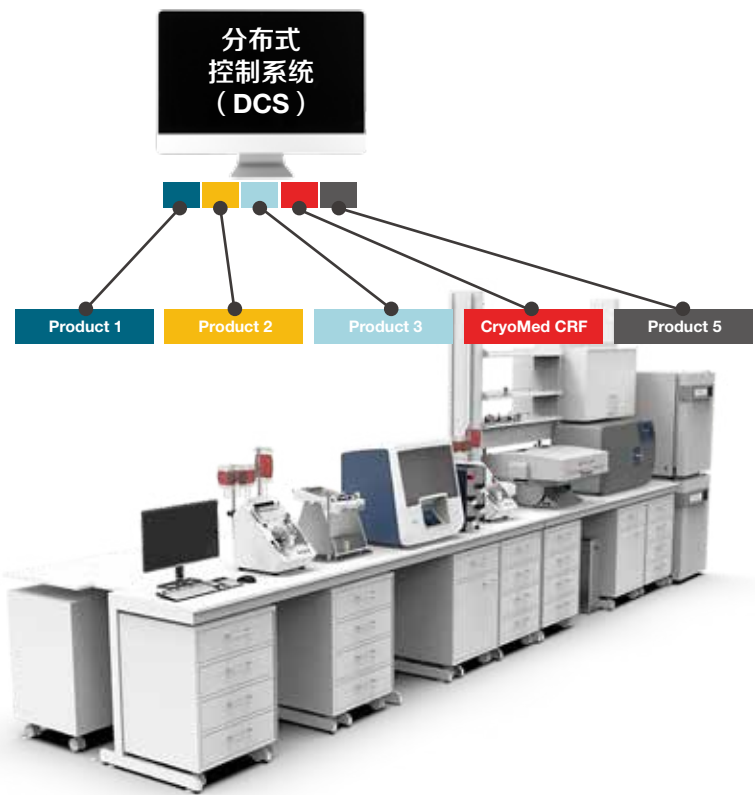 分布式
控制系统
（DCS）
Product 1
Product 2
Product 3
CryoMed CRF
Product 5